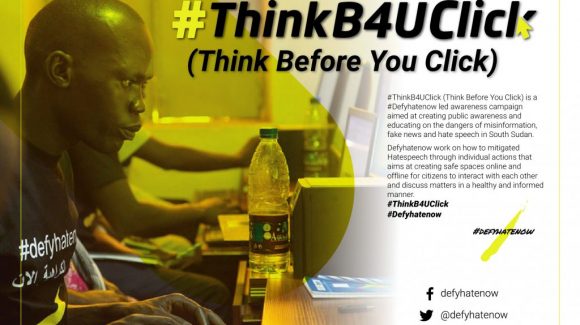 #ThinkB4UClick
(Think Before You Click)
#ThinkB4UClick (Think Before You Click) is a
#Defyhatenow led awareness campaign
aimed at creating public awareness and
educating on the dangers of misinformation,
fake news and hate speech in South Sudan.
Defyhatenow work on how to mitigated
Hatespeech through individual actions that
aims at creating safe spaces online and
offline for citizens to interact with each other
and discuss matters in a healthy and informed
manner.
#ThinkB4UClick
#Defyhatenow
#DEFYHATENOW
#defyhaten
defyhatenow
@defyhatenow